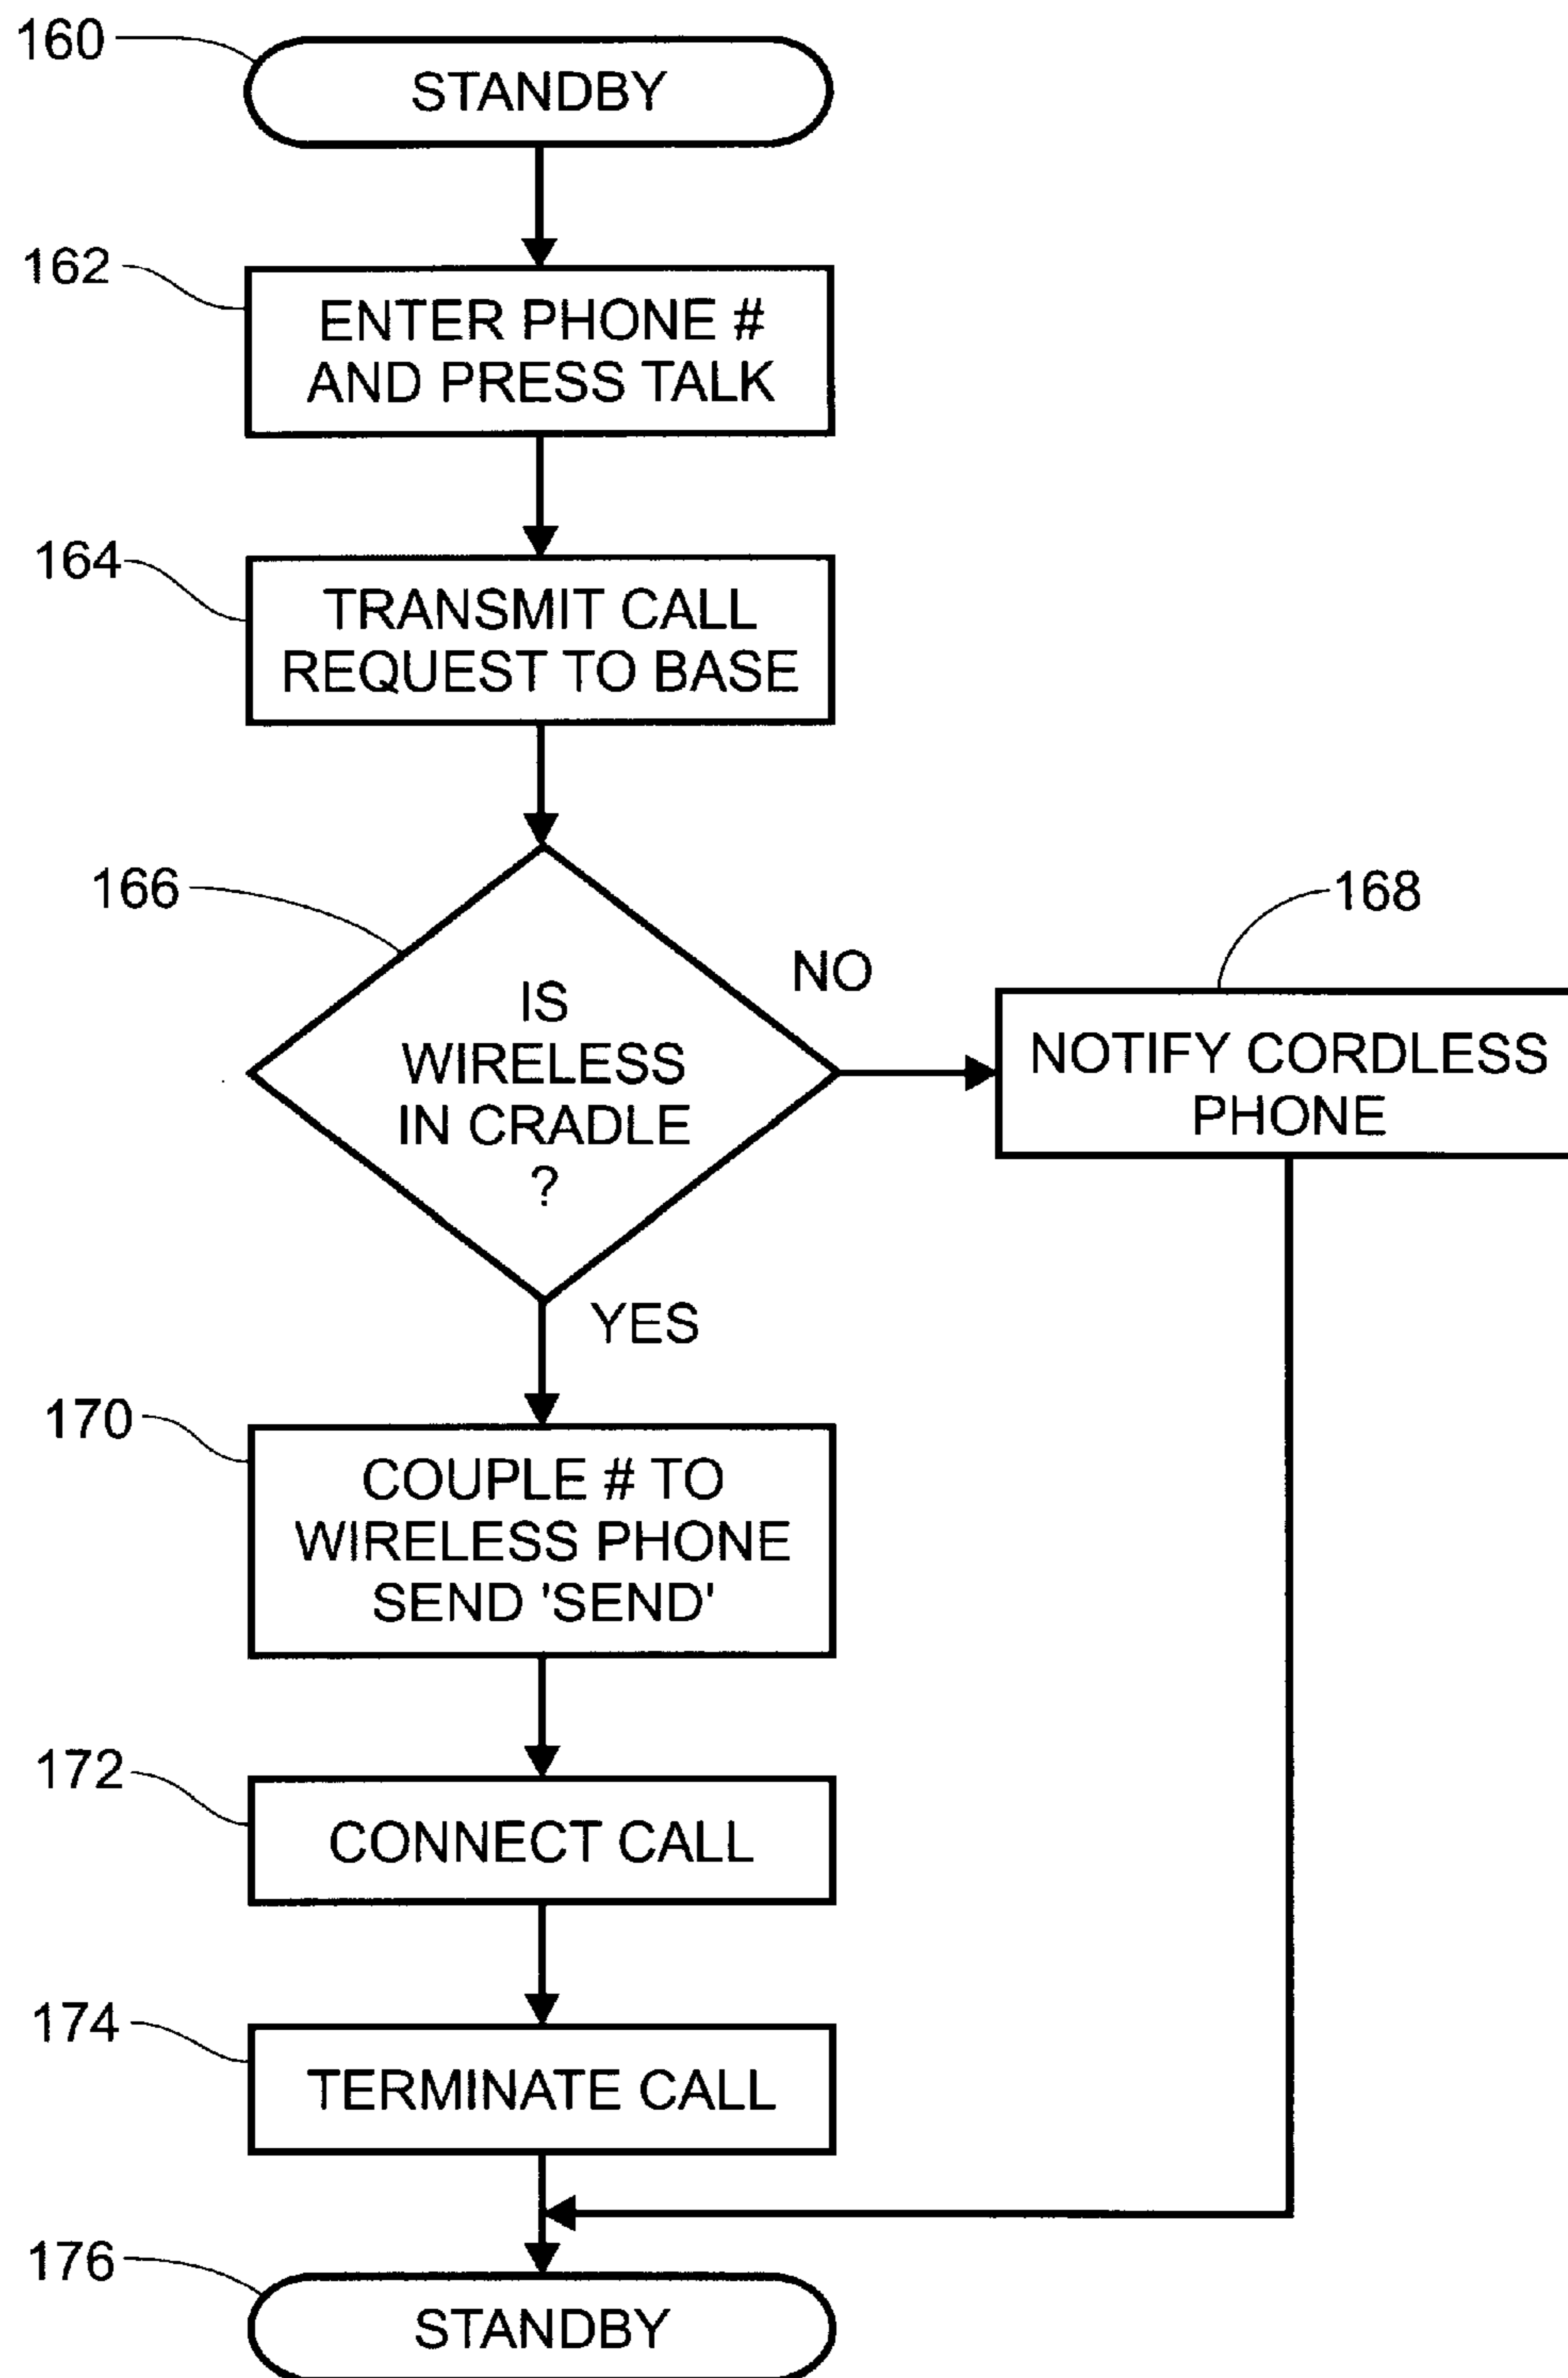 160
STANDBY
162
ENTER PHONE #
AND PRESS TALK
164
TRANSMIT CALL
REQUEST TO BASE
166
IS
WIRELESS
IN CRADLE
?
NO
168
NOTIFY CORDLESS
PHONE
YES
170
COUPLE # TO
WIRELESS PHONE
SEND 'SEND'
172
CONNECT CALL
174
TERMINATE CALL
176
STANDBY